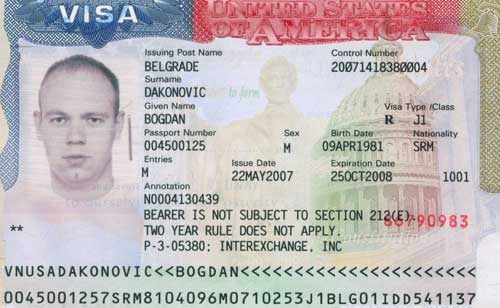 VISA
UNITED STATES
OF AMERICA
Issuing Post Name Control Number
BELGRADE 20071418380004
Surname
DAKONOVIC
Given Name Visa Type /Class
BOGDAN R J1
Passport Number Sex Birth Date Nationality
004500125 M 09APR1981 SRM
Entries Issue Date Expiration Date
M 22MAY2007 25OCT2008 1001
Annotation
N0004130439
BEARER IS NOT SUBJECT TO SECTION 212(E).
** TWO YEAR RULE DOES NOT APPLY.
P-3-05380: INTEREXCHANGE, INC
VNUSADAKONOVIC<<BOGDAN<<<<<<<<<<<<<<<<<<<<<<
0045001257SRM8104096M0710253J1BLG01IDD541137